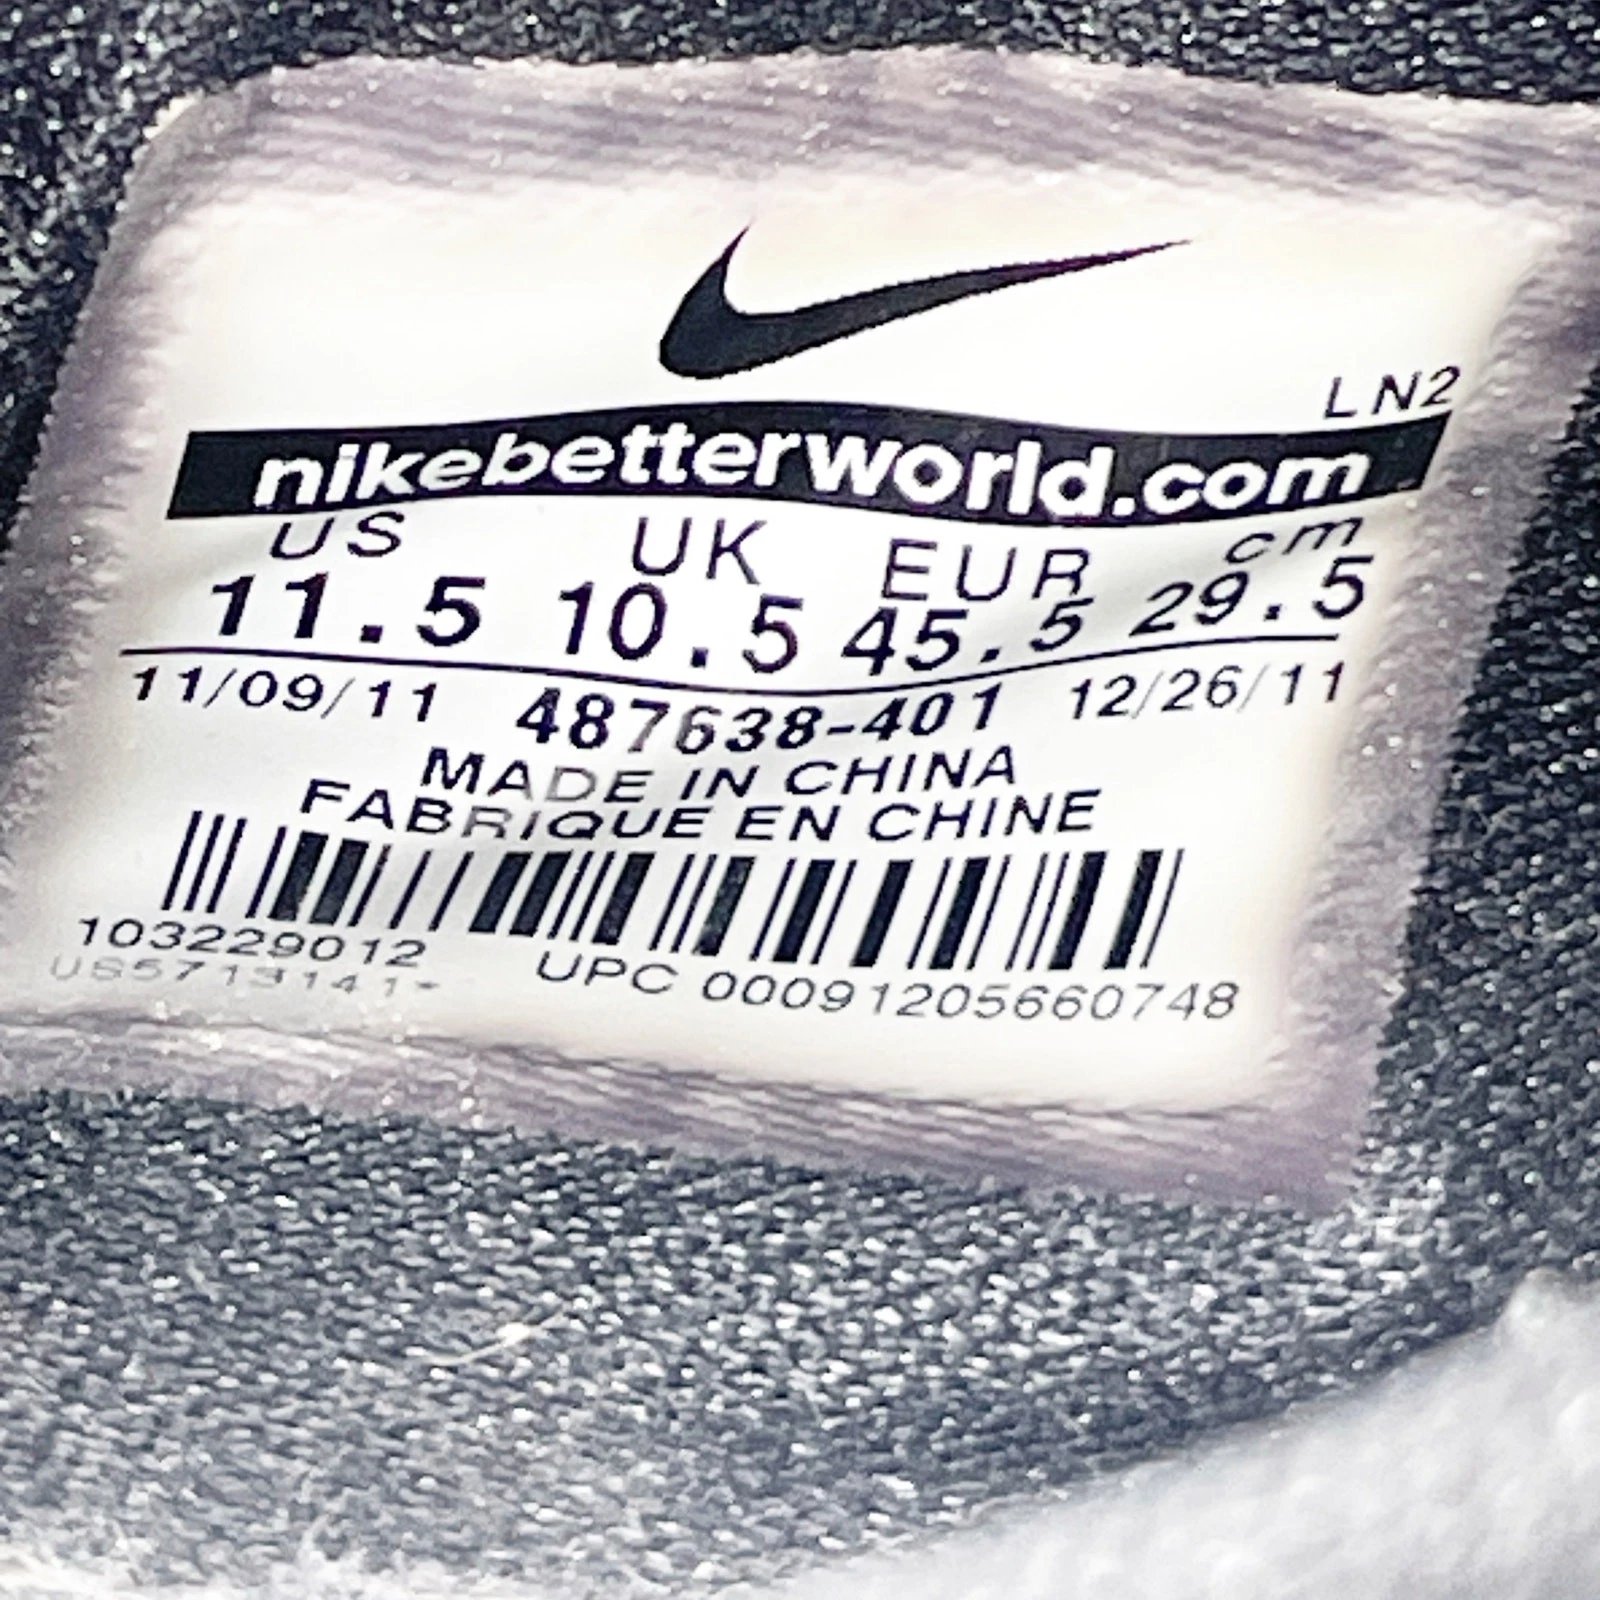 LN2
nikebetterworld.com
US UK EUR cm
11.5 10.5 45.5 29.5
11/09/11 487638-401 12/26/11
MADE IN CHINA
FABRIQUE EN CHINE
103229012
UPC 00091205660748